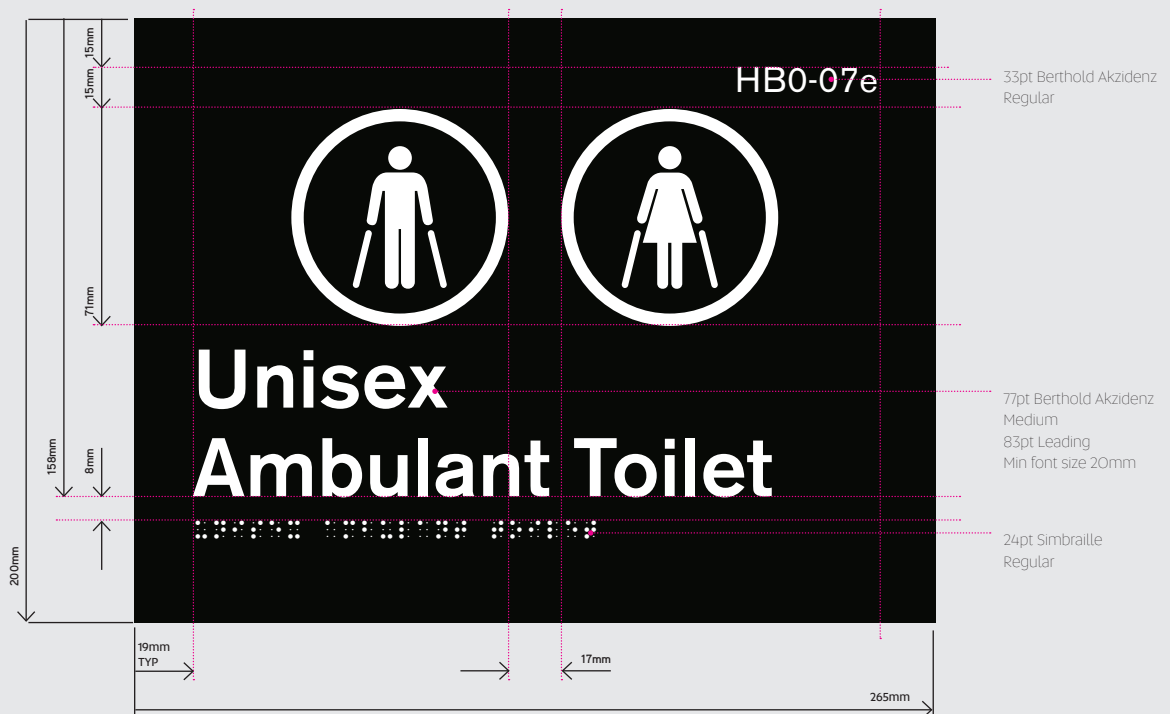 15mm
HB0-07e
33pt Berthold Akzidenz
Regular
15mm
71mm
Unisex
77pt Berthold Akzidenz
Medium
83pt Leading
Min font size 20mm
158mm
8mm
Ambulant Toilet
24pt Simbraille
Regular
200mm
19mm
TYP
17mm
265mm